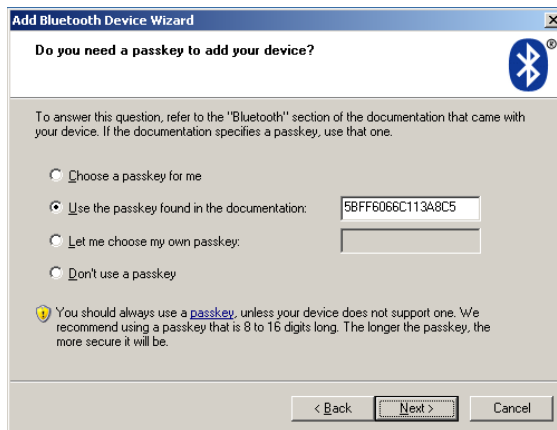 Add Bluetooth Device Wizard
Do you need a passkey to add your device?
®
To answer this question, refer to the "Bluetooth" section of the documentation that came with
your device. If the documentation specifies a passkey, use that one.
Choose a passkey for me
Use the passkey found in the documentation: 5BFF6066C113A8C5
Let me choose my own passkey:
Don't use a passkey
You should always use a passkey, unless your device does not support one. We
recommend using a passkey that is 8 to 16 digits long. The longer the passkey, the
more secure it will be.
< Back Next > Cancel